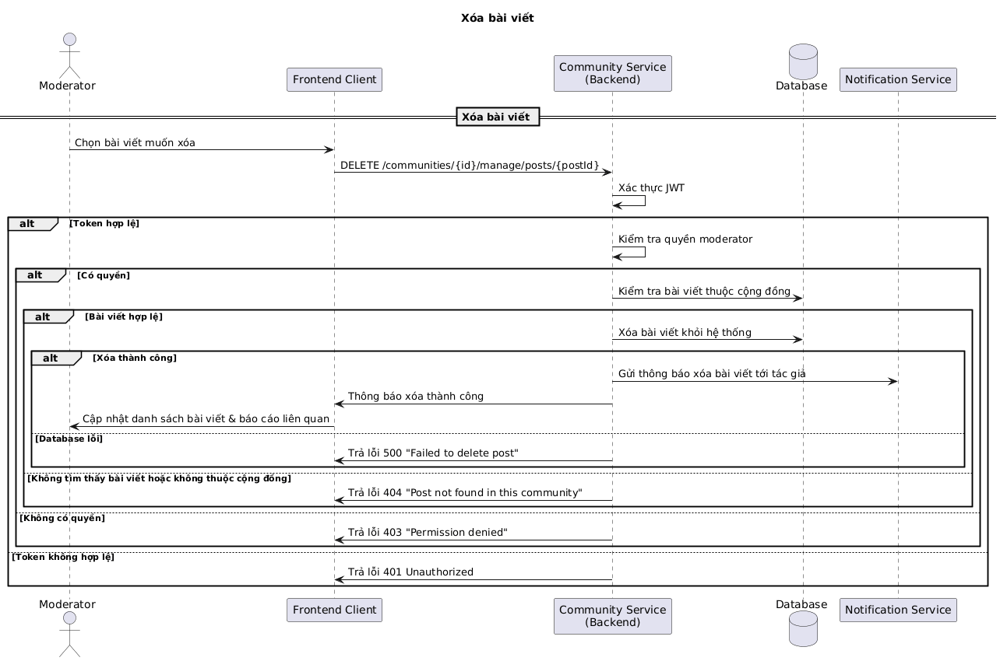 Xóa bài viết
Moderator
Frontend Client
Community Service
(Backend)
Database
Notification Service
Xóa bài viết
Chọn bài viết muốn xóa
DELETE /communities/{id}/manage/posts/{postId}
Xác thực JWT
alt [Token hợp lệ]
Kiểm tra quyền moderator
alt [Có quyền]
Kiểm tra bài viết thuộc cộng đồng
alt [Bài viết hợp lệ]
Xóa bài viết khỏi hệ thống
alt [Xóa thành công]
Gửi thông báo xóa bài viết tới tác giả
Thông báo xóa thành công
Cập nhật danh sách bài viết & báo cáo liên quan
[Database lỗi]
Trả lỗi 500 "Failed to delete post"
[Không tìm thấy bài viết hoặc không thuộc cộng đồng]
Trả lỗi 404 "Post not found in this community"
[Không có quyền]
Trả lỗi 403 "Permission denied"
[Token không hợp lệ]
Trả lỗi 401 Unauthorized
Moderator
Frontend Client
Community Service
(Backend)
Database
Notification Service